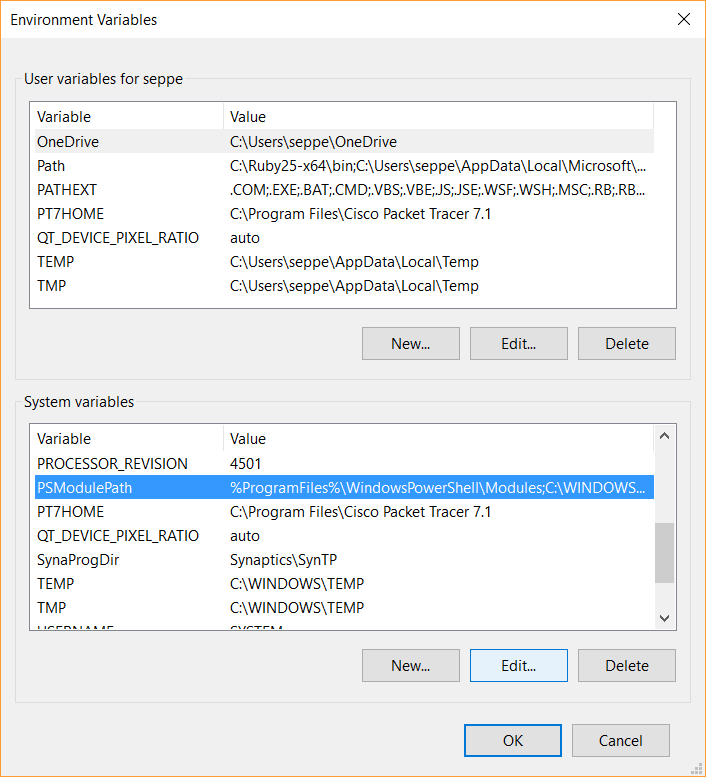 Environment Variables
User variables for seppe
Variable Value
OneDrive C:\Users\seppe\OneDrive
Path C:\Ruby25-x64\bin;C:\Users\seppe\AppData\Local\Microsoft\...
PATHEXT .COM;.EXE;.BAT;.CMD;.VBS;.VBE;.JS;.JSE;.WSF;.WSH;.MSC;.RB;.RB...
PT7HOME C:\Program Files\Cisco Packet Tracer 7.1
QT_DEVICE_PIXEL_RATIO auto
TEMP C:\Users\seppe\AppData\Local\Temp
TMP C:\Users\seppe\AppData\Local\Temp
New... Edit... Delete
System variables
Variable Value
PROCESSOR_REVISION 4501
PSModulePath %ProgramFiles%\WindowsPowerShell\Modules;C:\WINDOWS...
PT7HOME C:\Program Files\Cisco Packet Tracer 7.1
QT_DEVICE_PIXEL_RATIO auto
SynaProgDir Synaptics\SynTP
TEMP C:\WINDOWS\TEMP
TMP C:\WINDOWS\TEMP
USERNAME SYSTEM
New... Edit... Delete
OK Cancel